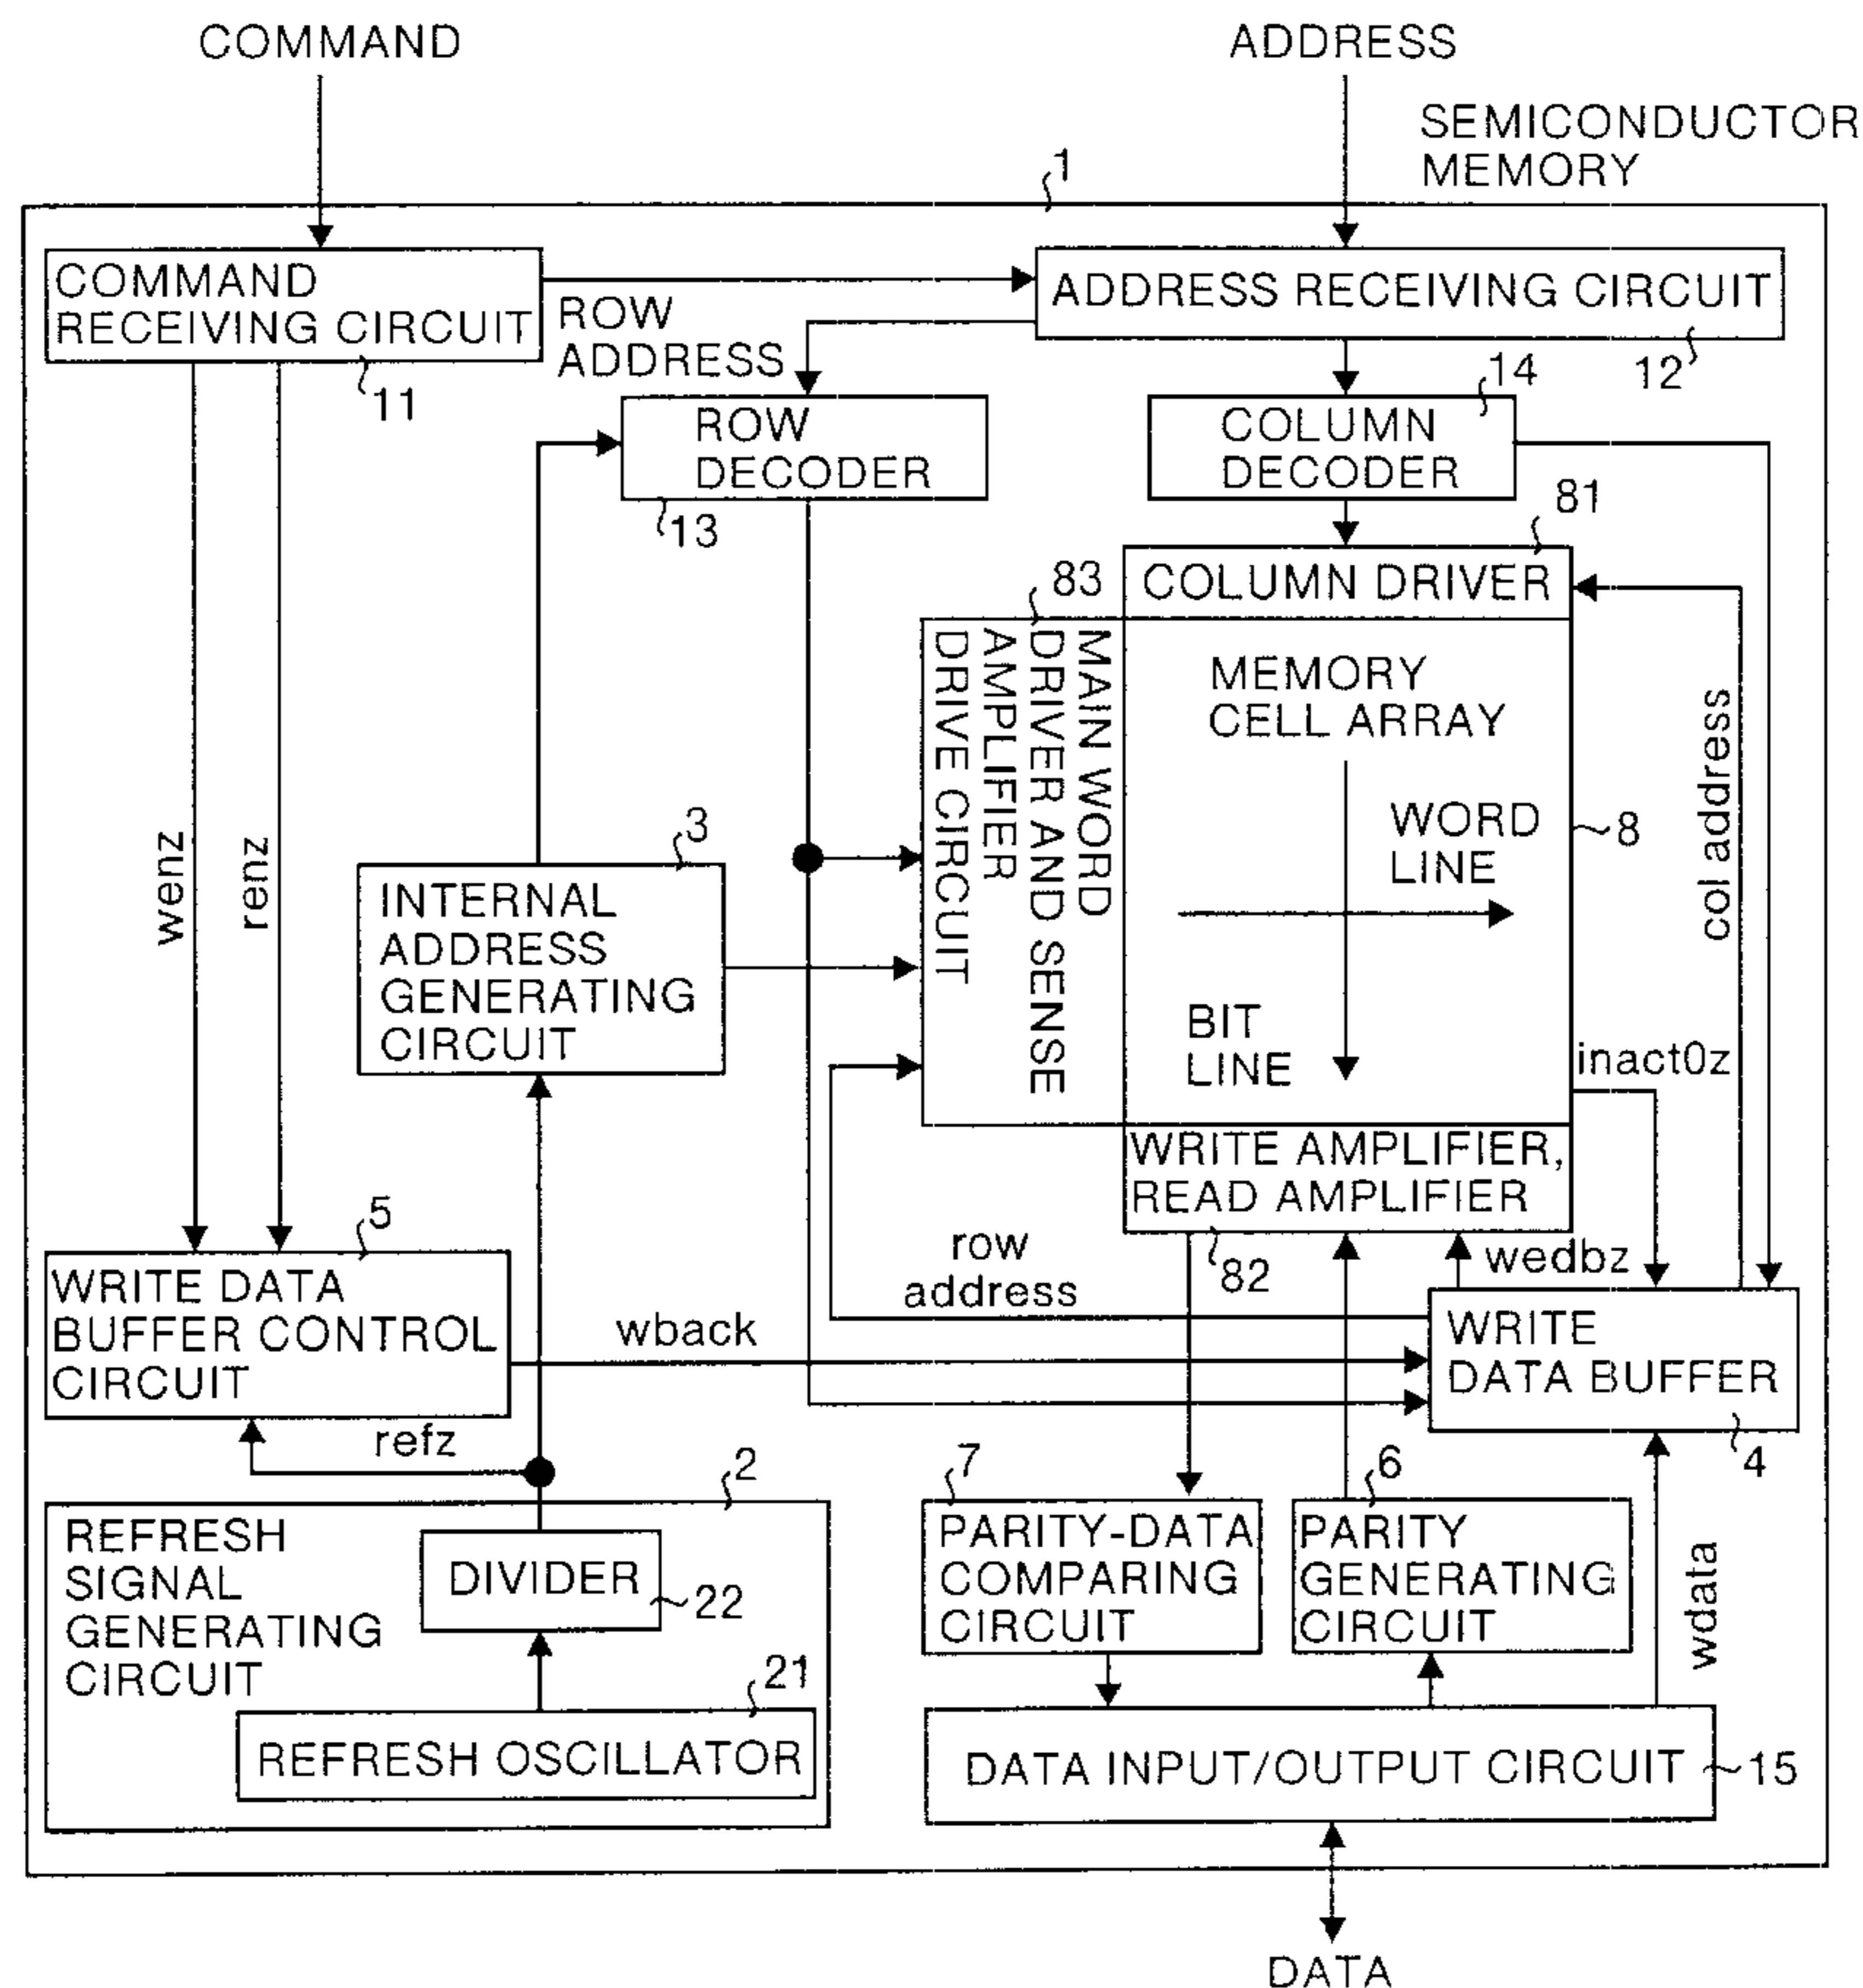 COMMAND
ADDRESS
SEMICONDUCTOR
MEMORY
1
COMMAND
RECEIVING CIRCUIT
11
ROW
ADDRESS
ADDRESS RECEIVING CIRCUIT
12
ROW
DECODER
13
14
COLUMN
DECODER
81
COLUMN DRIVER
83
MAIN WORD
DRIVER AND SENSE
AMPLIFIER
DRIVE CIRCUIT
MEMORY
CELL ARRAY
WORD
LINE
BIT
LINE
8
col address
wenz
renz
3
INTERNAL
ADDRESS
GENERATING
CIRCUIT
inact0z
WRITE AMPLIFIER,
READ AMPLIFIER
82
wedbz
row
address
5
WRITE DATA
BUFFER CONTROL
CIRCUIT
wback
WRITE
DATA BUFFER
4
refz
2
REFRESH
SIGNAL
GENERATING
CIRCUIT
DIVIDER
22
21
REFRESH OSCILLATOR
7
PARITY-DATA
COMPARING
CIRCUIT
6
PARITY
GENERATING
CIRCUIT
wdata
DATA INPUT/OUTPUT CIRCUIT
15
DATA